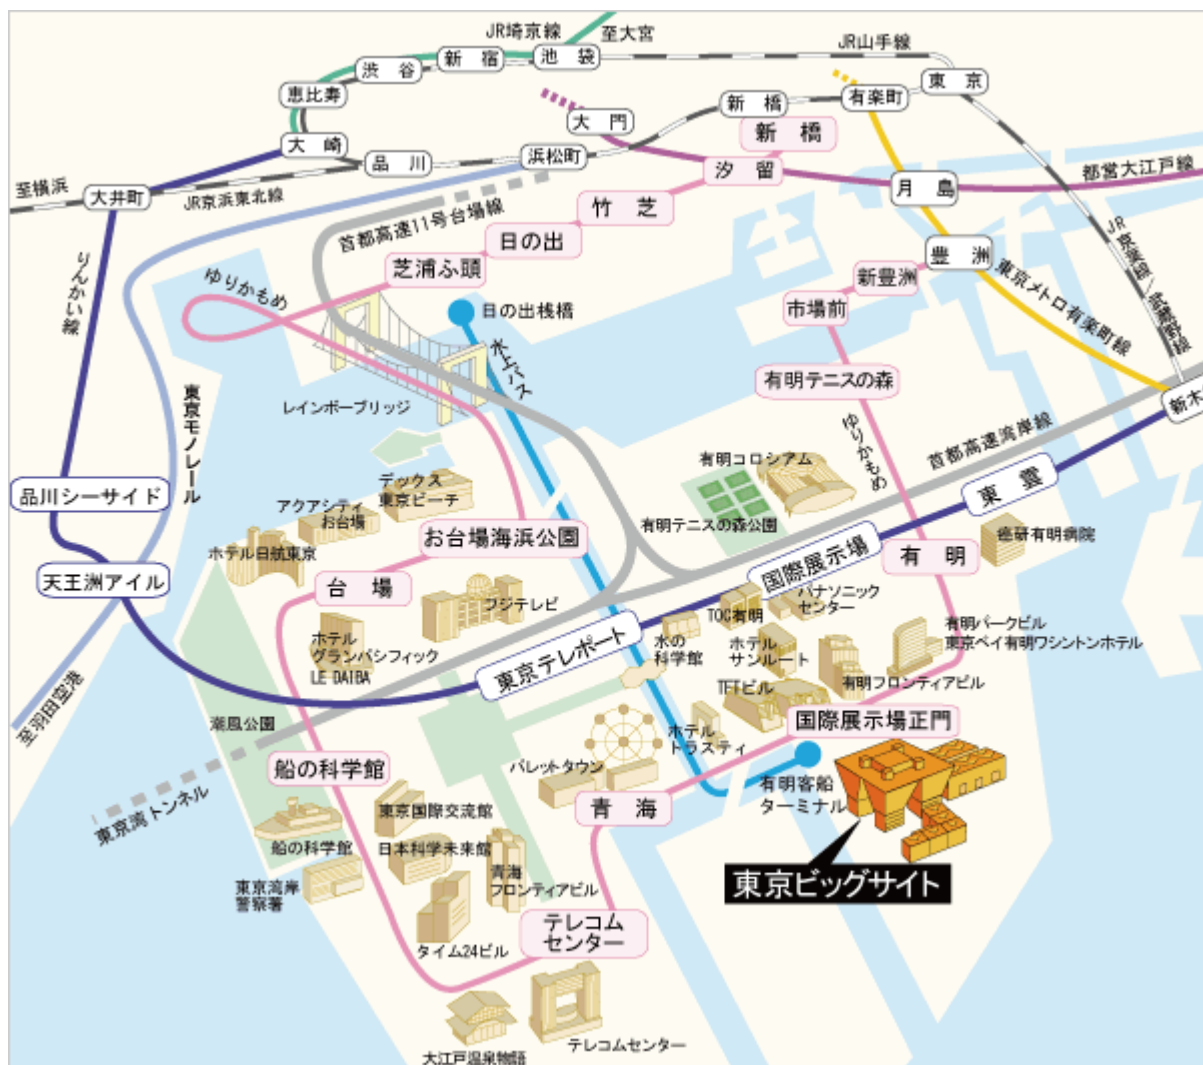 JR埼京線
至大宮
JR山手線
新宿
池袋
渋谷
恵比寿
東京
有楽町
新橋
大門
新橋
大崎
品川
浜松町
汐留
都営大江戸線
至横浜
大井町
JR京浜東北線
月島
竹芝
首都高速11号台場線
日の出
豊洲
JR京葉線／武蔵野線
芝浦ふ頭
新豊洲
りんかい線
ゆりかもめ
日の出桟橋
市場前
東京メトロ有楽町線
水上バス
有明テニスの森
レインボーブリッジ
東京モノレール
ゆりかもめ
首都高速湾岸線
有明コロシアム
デックス
東京ビーチ
アクアシティ
お台場
品川シーサイド
東雲
有明テニスの森公園
お台場海浜公園
ホテル日航東京
国際展示場
有明
癌研有明病院
天王洲アイル
台場
フジテレビ
パナソニック
センター
TOC有明
水の
科学館
ホテル
サンルート
有明パークビル
東京ベイ有明ワシントンホテル
ホテル
グランパシフィック
LE DAIBA
東京テレポート
有明フロンティアビル
TFTビル
至羽田空港
潮風公園
国際展示場正門
ホテル
トラスティ
船の科学館
パレットタウン
有明客船
ターミナル
東京湾トンネル
東京国際交流館
青海
船の科学館
日本科学未来館
東京湾岸
警察署
青海
フロンティアビル
東京ビッグサイト
テレコム
センター
タイム24ビル
大江戸温泉物語
テレコムセンター